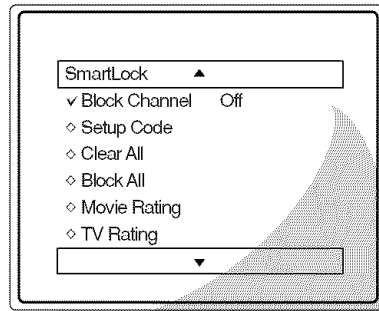 SmartLock ▲
✓ Block Channel Off
◇ Setup Code
◇ Clear All
◇ Block All
◇ Movie Rating
◇ TV Rating
▼